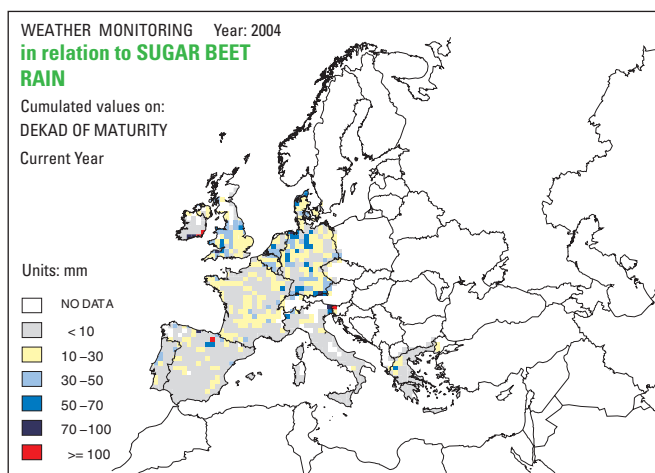 WEATHER MONITORING Year: 2004
in relation to SUGAR BEET
RAIN
Cumulated values on:
DEKAD OF MATURITY
Current Year
Units: mm
NO DATA
< 10
10 –30
30 –50
50 –70
70 –100
>= 100